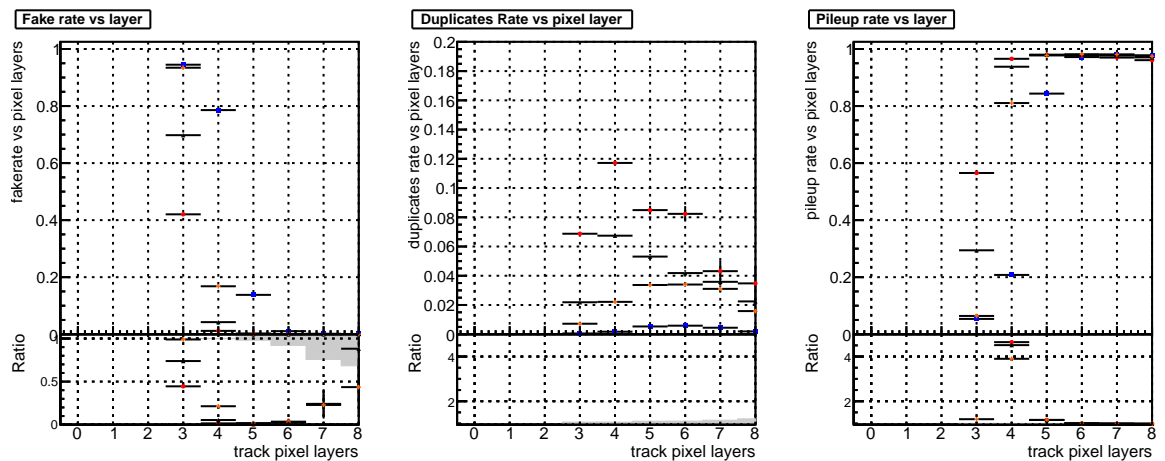 Fake rate vs layer
fakerate vs pixel layers
1
0.8
0.6
0.4
0.2
0
Ratio
1
0.5
0
0 1 2 3 4 5 6 7 8
track pixel layers
Duplicates Rate vs pixel layer
duplicates rate vs pixel layers
0.2
0.18
0.16
0.14
0.12
0.1
0.08
0.06
0.04
0.02
0
Ratio
4
2
0 1 2 3 4 5 6 7 8
track pixel layers
Pileup rate vs layer
pileup rate vs pixel layers
1
0.8
0.6
0.4
0.2
0
Ratio
4
2
0 1 2 3 4 5 6 7 8
track pixel layers